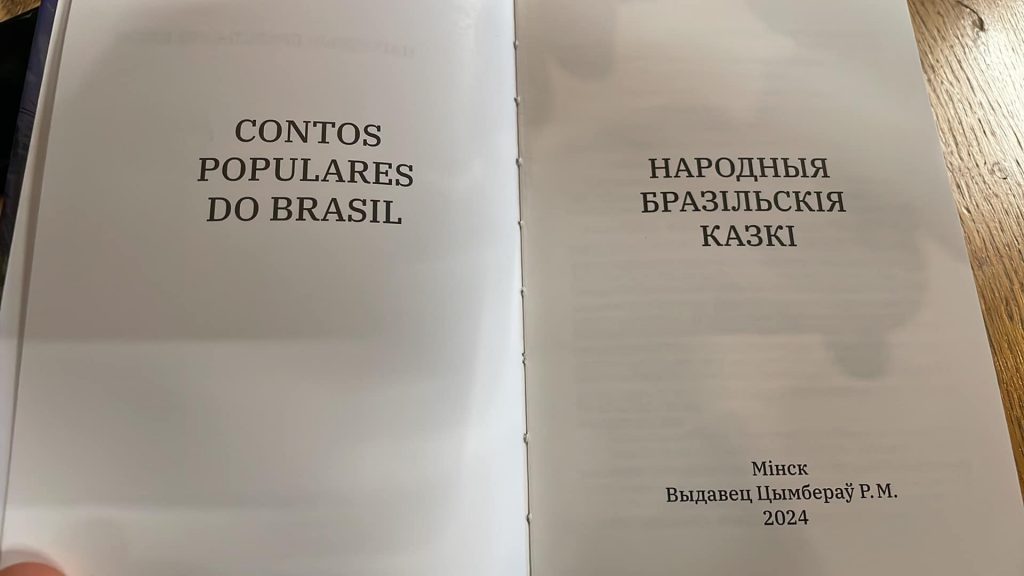 CONTOS
POPULARES
DO BRASIL
НАРОДНЫЯ
БРАЗІЛЬСКІЯ
КАЗКІ
Мінск
Выдавец Цымбераў Р. М.
2024